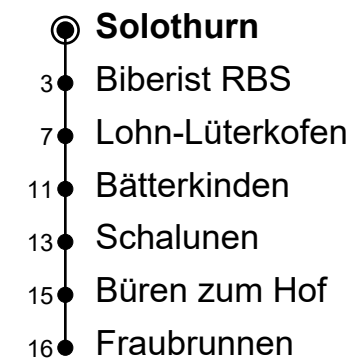 Solothurn
3 Biberist RBS
7 Lohn-Lüterkofen
11 Bätterkinden
13 Schalunen
15 Büren zum Hof
16 Fraubrunnen